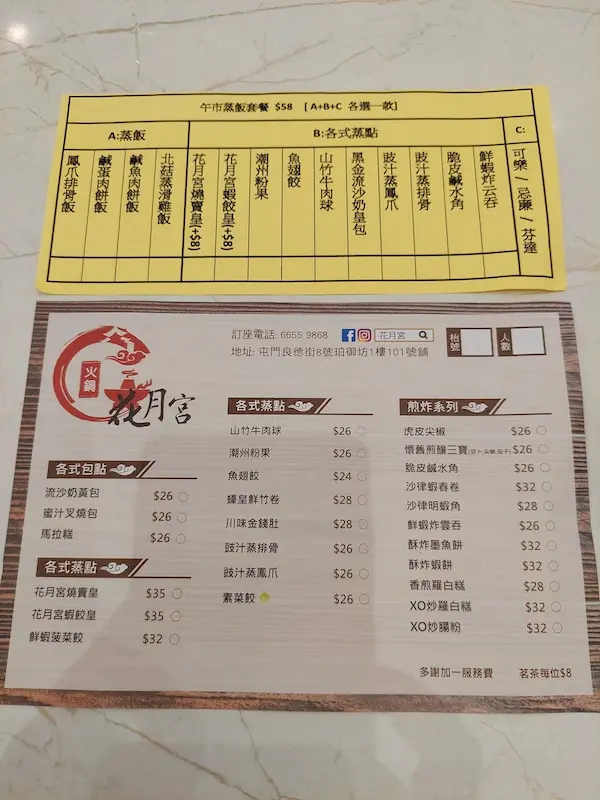 午市蒸飯套餐 $58 [A+B+C 各選一款]
A:蒸飯
B:各式蒸點
C:
鳳爪排骨飯
鹹蛋肉餅飯
鹹魚肉餅飯
北菇蒸滑雞飯
花月宮燒賣皇(+$8)
花月宮蝦餃皇(+$8)
潮州粉果
魚翅餃
山竹牛肉球
黑金流沙奶皇包
豉汁蒸鳳爪
豉汁蒸排骨
脆皮鹹水角
鮮蝦炸云吞
可樂 / 忌廉 / 芬達
火鍋
花月宮
訂座電話: 6655 9868
花月宮
地址: 屯門良德街8號珀御坊1樓101號鋪
枱號
人數
各式包點
流沙奶黃包 $26
蜜汁叉燒包 $26
馬拉糕 $26
各式蒸點
花月宮燒賣皇 $35
花月宮蝦餃皇 $35
鮮蝦菠菜餃 $32
各式蒸點
山竹牛肉球 $26
潮州粉果 $26
魚翅餃 $24
蠔皇鮮竹卷 $28
川味金錢肚 $28
豉汁蒸排骨 $26
豉汁蒸鳳爪 $26
素菜餃 $26
煎炸系列
虎皮尖椒 $26
懷舊煎釀三寶(豆卜,尖椒,茄子) $26
脆皮鹹水角 $26
沙律蝦春卷 $32
沙律明蝦角 $28
鮮蝦炸雲吞 $26
酥炸墨魚餅 $32
酥炸蝦餅 $32
香煎羅白糕 $28
XO炒羅白糕 $32
XO炒腸粉 $32
多謝加一服務費 茗茶每位$8